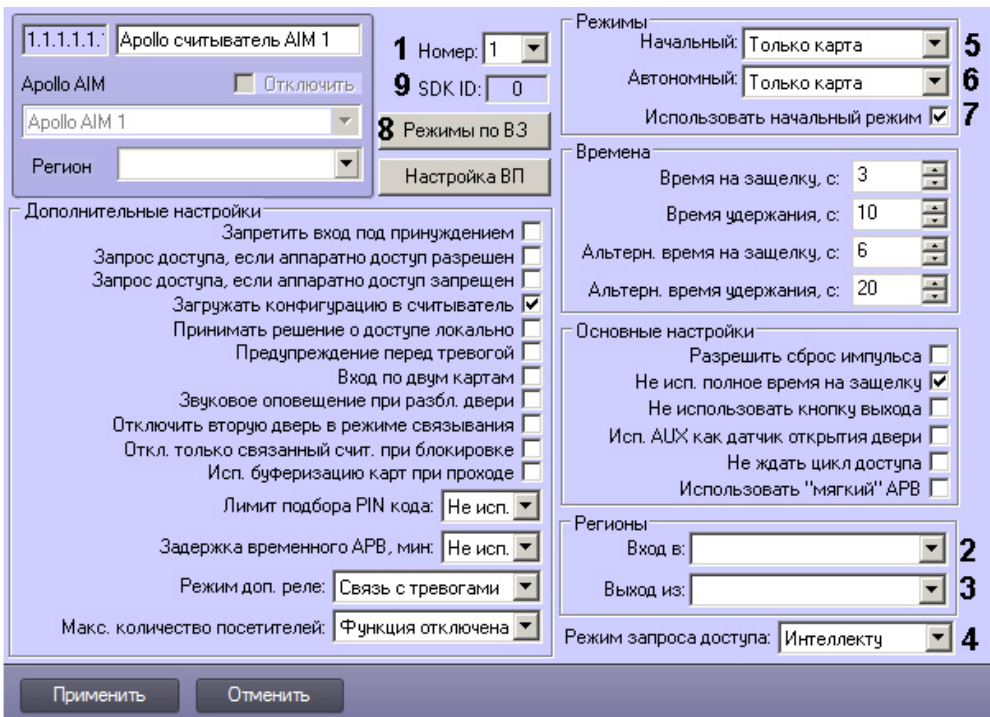 1.1.1.1.1 Apollo считыватель AIM 1
Apollo AIM Отключить
Apollo AIM 1
Регион
1 Номер: 1
9 SDK ID: 0
8 Режимы по ВЗ
Настройка ВП
Дополнительные настройки
Запретить вход под принуждением
Запрос доступа, если аппаратно доступ разрешен
Запрос доступа, если аппаратно доступ запрещен
Загружать конфигурацию в считыватель
Принимать решение о доступе локально
Предупреждение перед тревогой
Вход по двум картам
Звуковое оповещение при разбл. двери
Отключить вторую дверь в режиме связывания
Откл. только связанный счит. при блокировке
Исп. буферизацию карт при проходе
Лимит подбора PIN кода: Не исп.
Задержка временного АРВ, мин: Не исп.
Режим доп. реле: Связь с тревогами
Макс. количество посетителей: Функция отключена
Режимы
Начальный: Только карта 5
Автономный: Только карта 6
Использовать начальный режим 7
Времена
Время на защелку, с: 3
Время удержания, с: 10
Альтерн. время на защелку, с: 6
Альтерн. время удержания, с: 20
Основные настройки
Разрешить сброс импульса
Не исп. полное время на защелку
Не использовать кнопку выхода
Исп. AUX как датчик открытия двери
Не ждать цикл доступа
Использовать "мягкий" АРВ
Регионы
Вход в: 2
Выход из: 3
Режим запроса доступа: Интеллекту 4
Применить Отменить